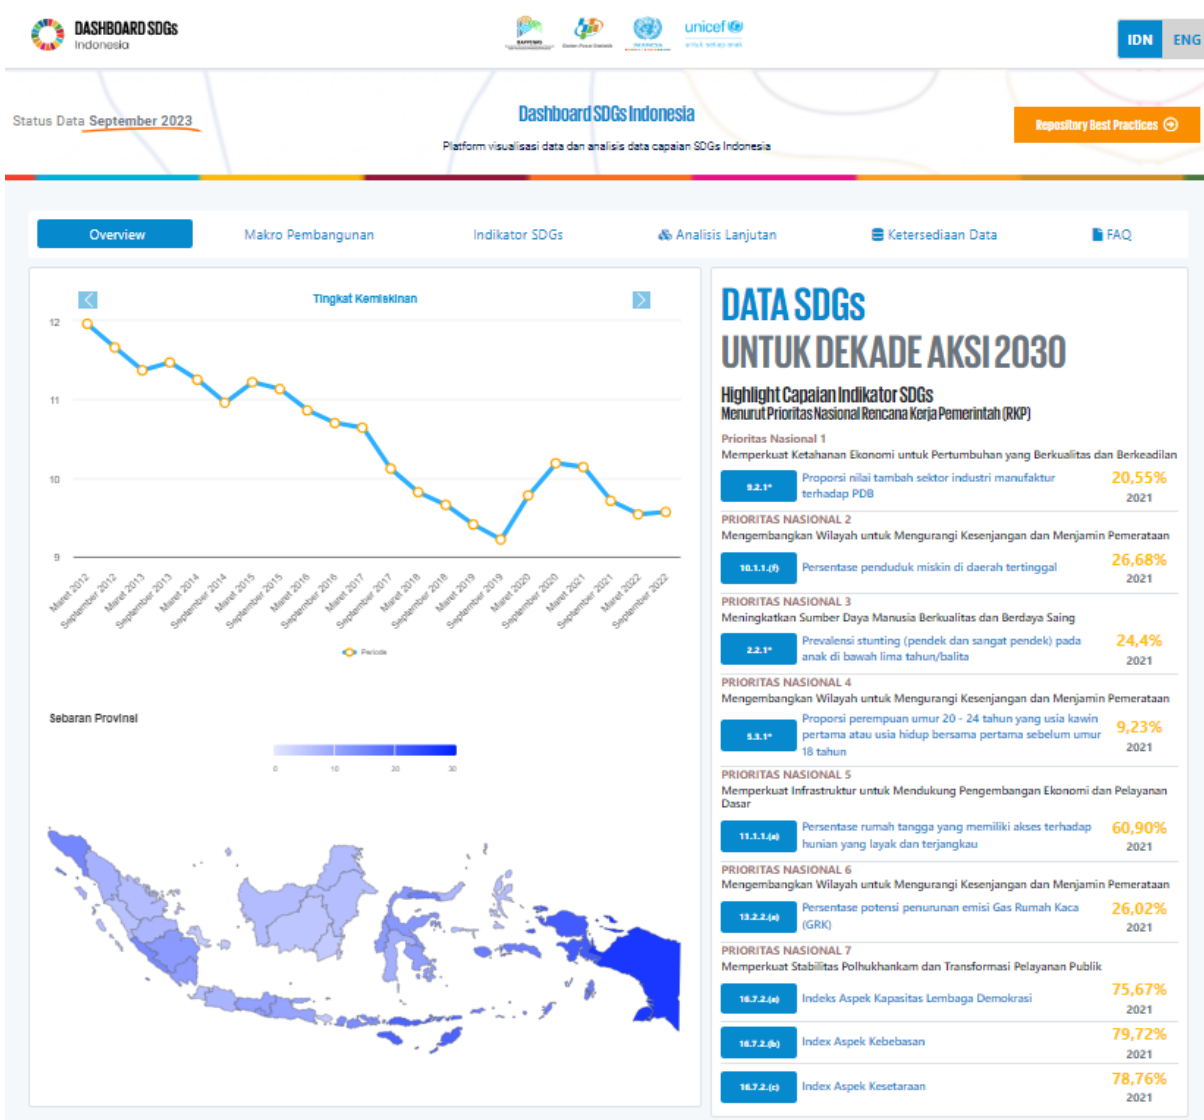 DASHBOARD SDGs
Indonesia
BAPPENAS
Badan Pusat Statistik
INDONESIA
unicef
untuk setiap anak
IDN ENG
Status Data September 2023
Dashboard SDGs Indonesia
Platform visualisasi data dan analisis data capaian SDGs Indonesia
Repository Best Practices
Overview
Makro Pembangunan
Indikator SDGs
Analisis Lanjutan
Ketersediaan Data
FAQ
Tingkat Kemiskinan
12
11
10
9
Maret 2012
September 2012
Maret 2013
September 2013
Maret 2014
September 2014
Maret 2015
September 2015
Maret 2016
September 2016
Maret 2017
September 2017
Maret 2018
September 2018
Maret 2019
September 2019
Maret 2020
September 2020
Maret 2021
September 2021
Maret 2022
September 2022
Periode
Sebaran Provinsi
0 10 20 30
DATA SDGs
UNTUK DEKADE AKSI 2030
Highlight Capaian Indikator SDGs
Menurut Prioritas Nasional Rencana Kerja Pemerintah (RKP)
Prioritas Nasional 1
Memperkuat Ketahanan Ekonomi untuk Pertumbuhan yang Berkualitas dan Berkeadilan
9.2.1*
Proporsi nilai tambah sektor industri manufaktur
terhadap PDB
20,55%
2021
PRIORITAS NASIONAL 2
Mengembangkan Wilayah untuk Mengurangi Kesenjangan dan Menjamin Pemerataan
10.1.1.(f)
Persentase penduduk miskin di daerah tertinggal
26,68%
2021
PRIORITAS NASIONAL 3
Meningkatkan Sumber Daya Manusia Berkualitas dan Berdaya Saing
2.2.1*
Prevalensi stunting (pendek dan sangat pendek) pada
anak di bawah lima tahun/balita
24,4%
2021
PRIORITAS NASIONAL 4
Mengembangkan Wilayah untuk Mengurangi Kesenjangan dan Menjamin Pemerataan
5.3.1*
Proporsi perempuan umur 20 - 24 tahun yang usia kawin
pertama atau usia hidup bersama pertama sebelum umur
18 tahun
9,23%
2021
PRIORITAS NASIONAL 5
Memperkuat Infrastruktur untuk Mendukung Pengembangan Ekonomi dan Pelayanan
Dasar
11.1.1.(a)
Persentase rumah tangga yang memiliki akses terhadap
hunian yang layak dan terjangkau
60,90%
2021
PRIORITAS NASIONAL 6
Mengembangkan Wilayah untuk Mengurangi Kesenjangan dan Menjamin Pemerataan
13.2.2.(a)
Persentase potensi penurunan emisi Gas Rumah Kaca
(GRK)
26,02%
2021
PRIORITAS NASIONAL 7
Memperkuat Stabilitas Polhukhankam dan Transformasi Pelayanan Publik
16.7.2.(a)
Indeks Aspek Kapasitas Lembaga Demokrasi
75,67%
2021
16.7.2.(b)
Index Aspek Kebebasan
79,72%
2021
16.7.2.(c)
Index Aspek Kesetaraan
78,76%
2021